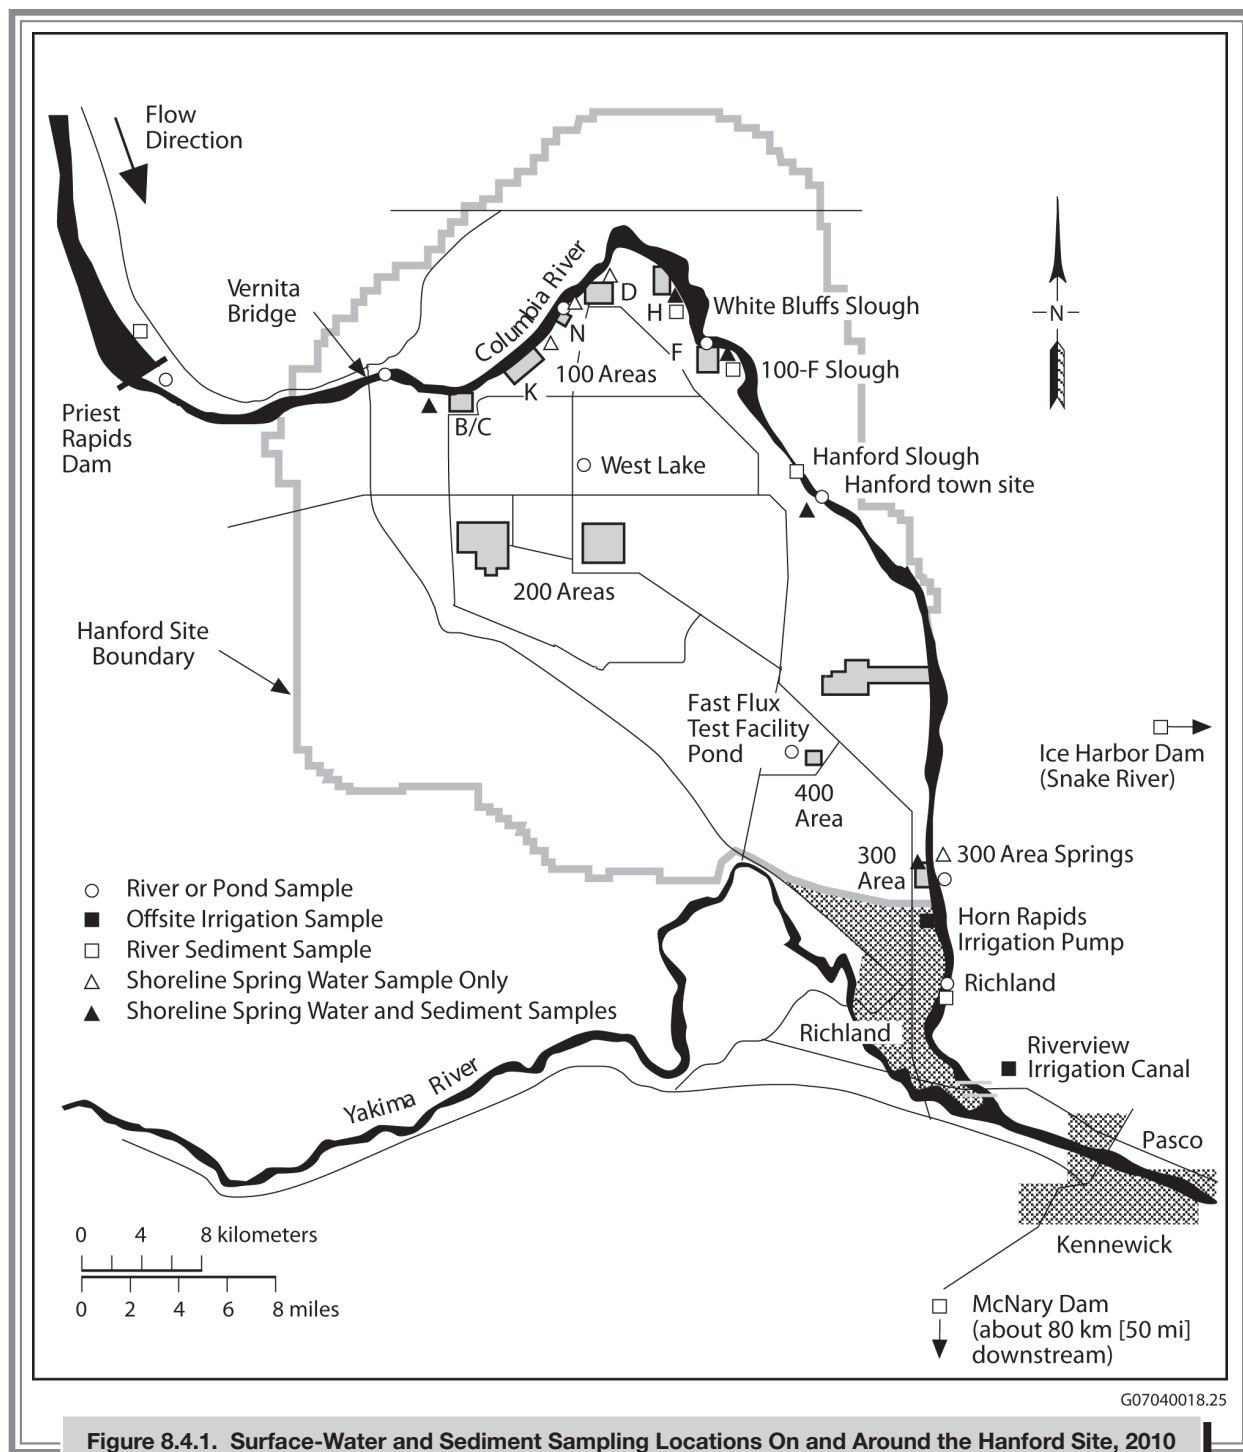 Flow
Direction
Vernita
Bridge
Columbia River
D
H
White Bluffs Slough
N
F
100 Areas
100-F Slough
K
Priest
Rapids
Dam
B/C
N
West Lake
Hanford Slough
Hanford town site
200 Areas
Hanford Site
Boundary
Fast Flux
Test Facility
Pond
400
Area
Ice Harbor Dam
(Snake River)
300
Area
300 Area Springs
Horn Rapids
Irrigation Pump
Richland
River or Pond Sample
Offsite Irrigation Sample
River Sediment Sample
Shoreline Spring Water Sample Only
Shoreline Spring Water and Sediment Samples
Richland
Riverview
Irrigation Canal
Yakima River
Pasco
Kennewick
0 4 8 kilometers
0 2 4 6 8 miles
McNary Dam
(about 80 km [50 mi]
downstream)
G07040018.25
Figure 8.4.1. Surface-Water and Sediment Sampling Locations On and Around the Hanford Site, 2010